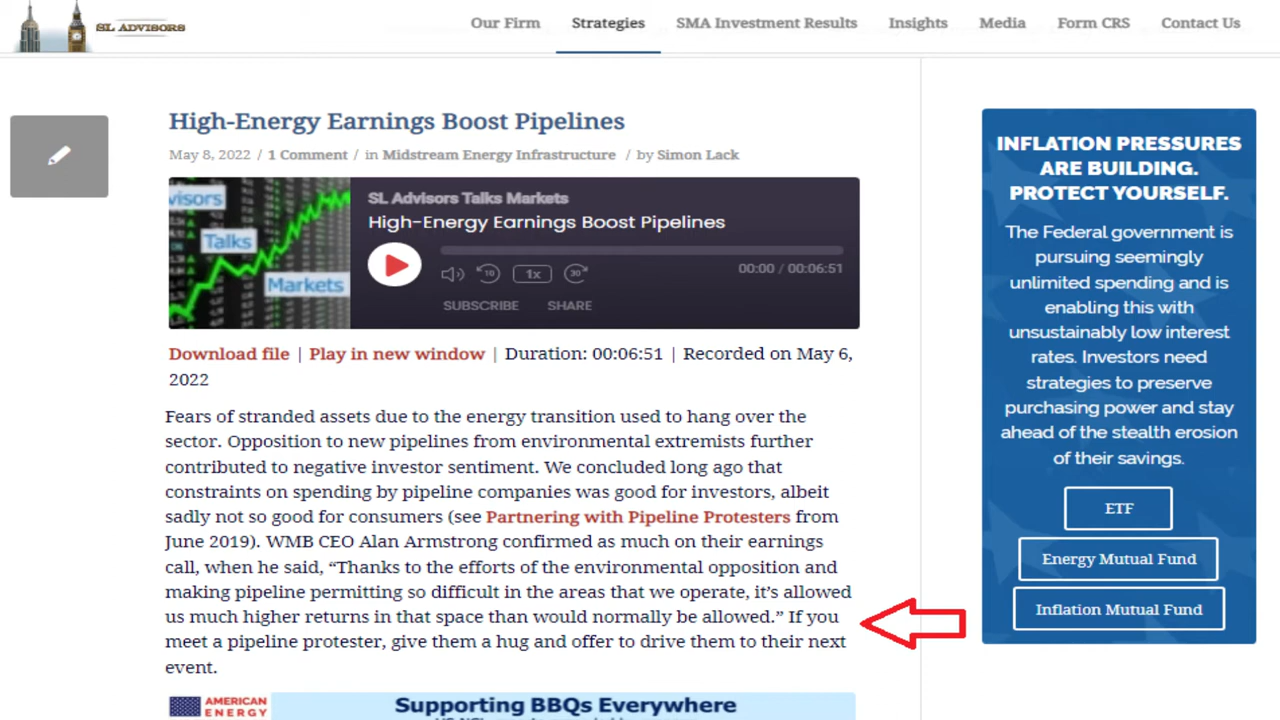 SL ADVISORS
Our Firm
Strategies
SMA Investment Results
Insights
Media
Form CRS
Contact Us
High-Energy Earnings Boost Pipelines
May 8, 2022 / 1 Comment / in Midstream Energy Infrastructure / by Simon Lack
visors
Talks
Markets
SL Advisors Talks Markets
High-Energy Earnings Boost Pipelines
10
1x
30
00:00 / 00:06:51
SUBSCRIBE
SHARE
Download file | Play in new window | Duration: 00:06:51 | Recorded on May 6,
2022
Fears of stranded assets due to the energy transition used to hang over the
sector. Opposition to new pipelines from environmental extremists further
contributed to negative investor sentiment. We concluded long ago that
constraints on spending by pipeline companies was good for investors, albeit
sadly not so good for consumers (see Partnering with Pipeline Protesters from
June 2019). WMB CEO Alan Armstrong confirmed as much on their earnings
call, when he said, “Thanks to the efforts of the environmental opposition and
making pipeline permitting so difficult in the areas that we operate, it’s allowed
us much higher returns in that space than would normally be allowed.” If you
meet a pipeline protester, give them a hug and offer to drive them to their next
event.
AMERICAN
ENERGY
Supporting BBQs Everywhere
INFLATION PRESSURES
ARE BUILDING.
PROTECT YOURSELF.
The Federal government is
pursuing seemingly
unlimited spending and is
enabling this with
unsustainably low interest
rates. Investors need
strategies to preserve
purchasing power and stay
ahead of the stealth erosion
of their savings.
ETF
Energy Mutual Fund
Inflation Mutual Fund